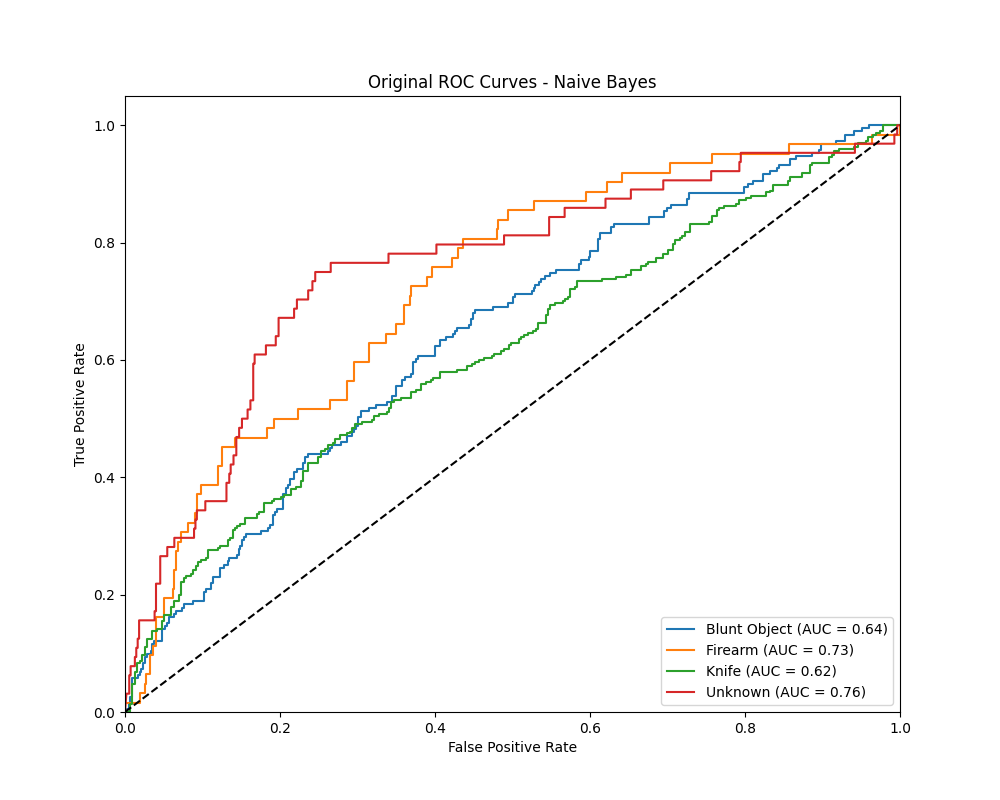 Original ROC Curves - Naive Bayes
1.0
0.8
0.6
0.4
0.2
0.0
True Positive Rate
0.0 0.2 0.4 0.6 0.8 1.0
False Positive Rate
Blunt Object (AUC = 0.64)
Firearm (AUC = 0.73)
Knife (AUC = 0.62)
Unknown (AUC = 0.76)